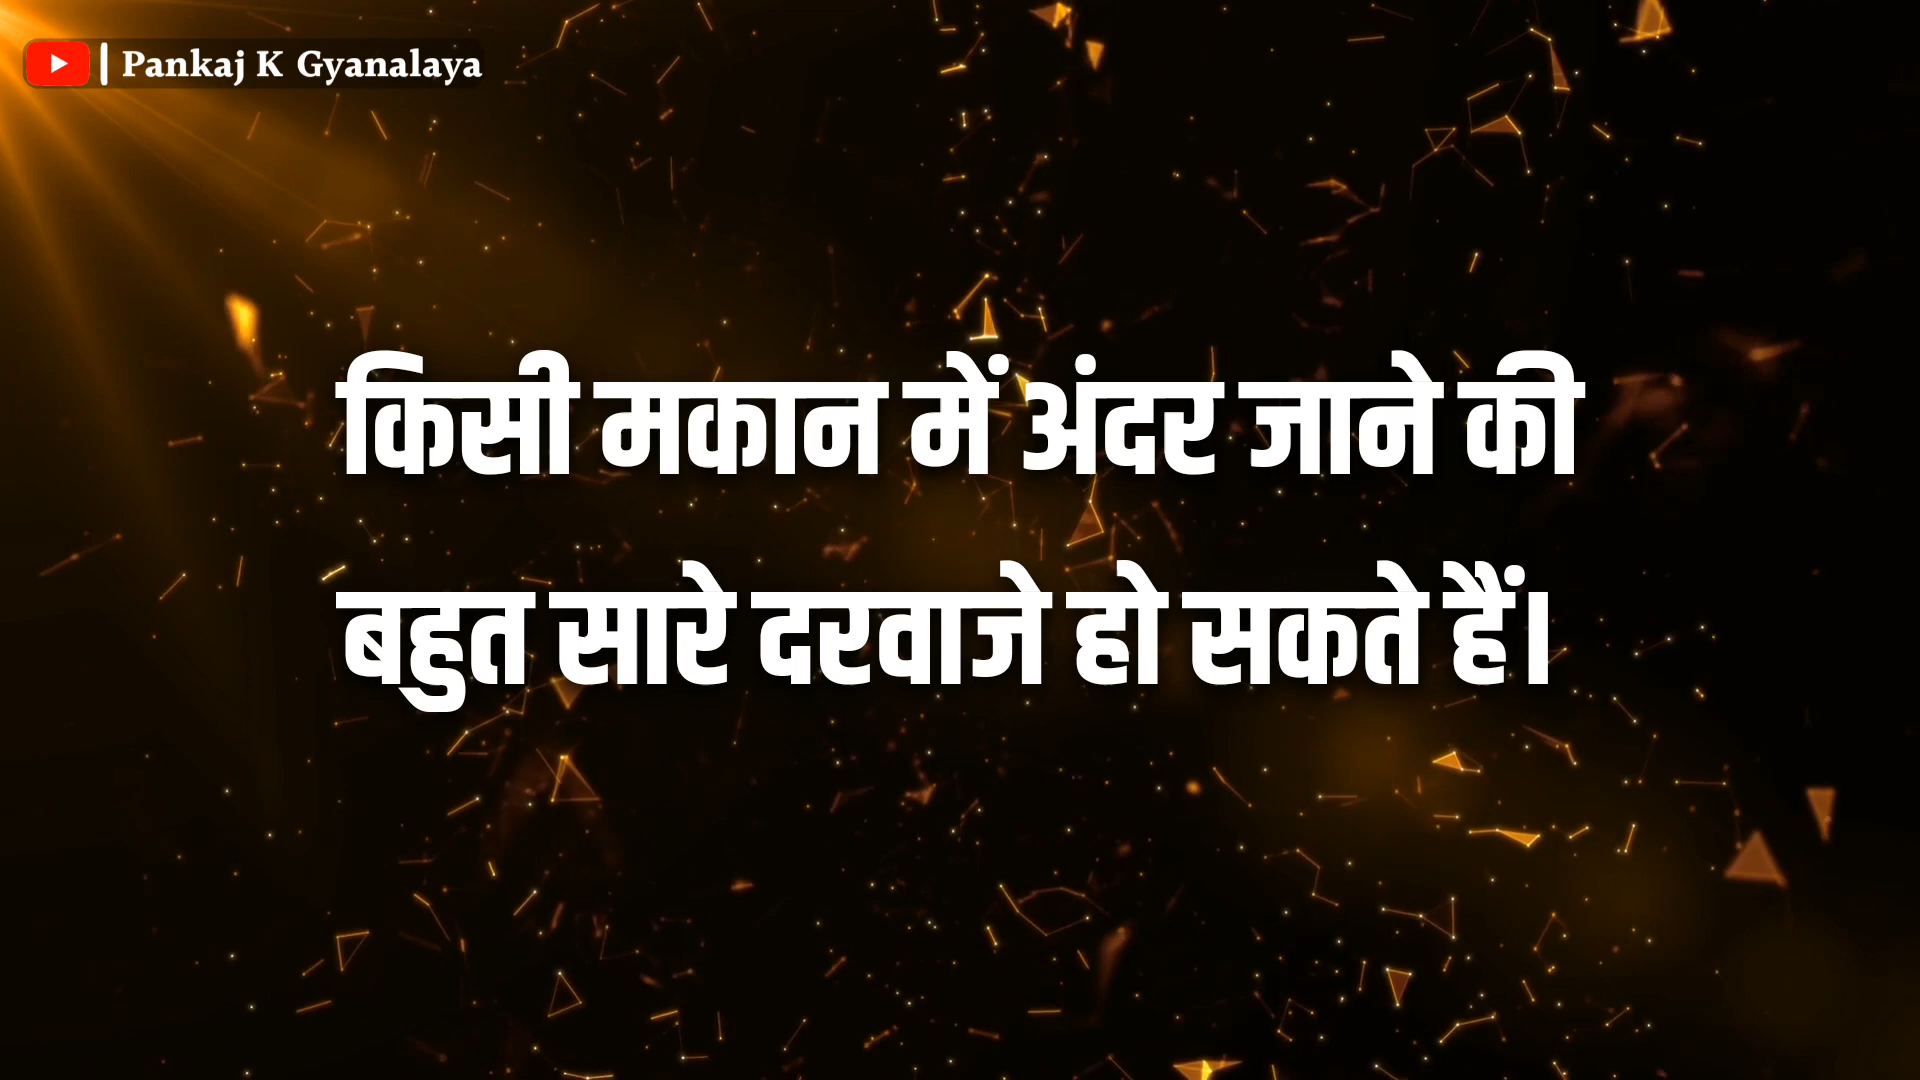 | Pankaj K Gyanalaya
किसी मकान में अंदर जाने की
बहुत सारे दरवाजे हो सकते हैं।